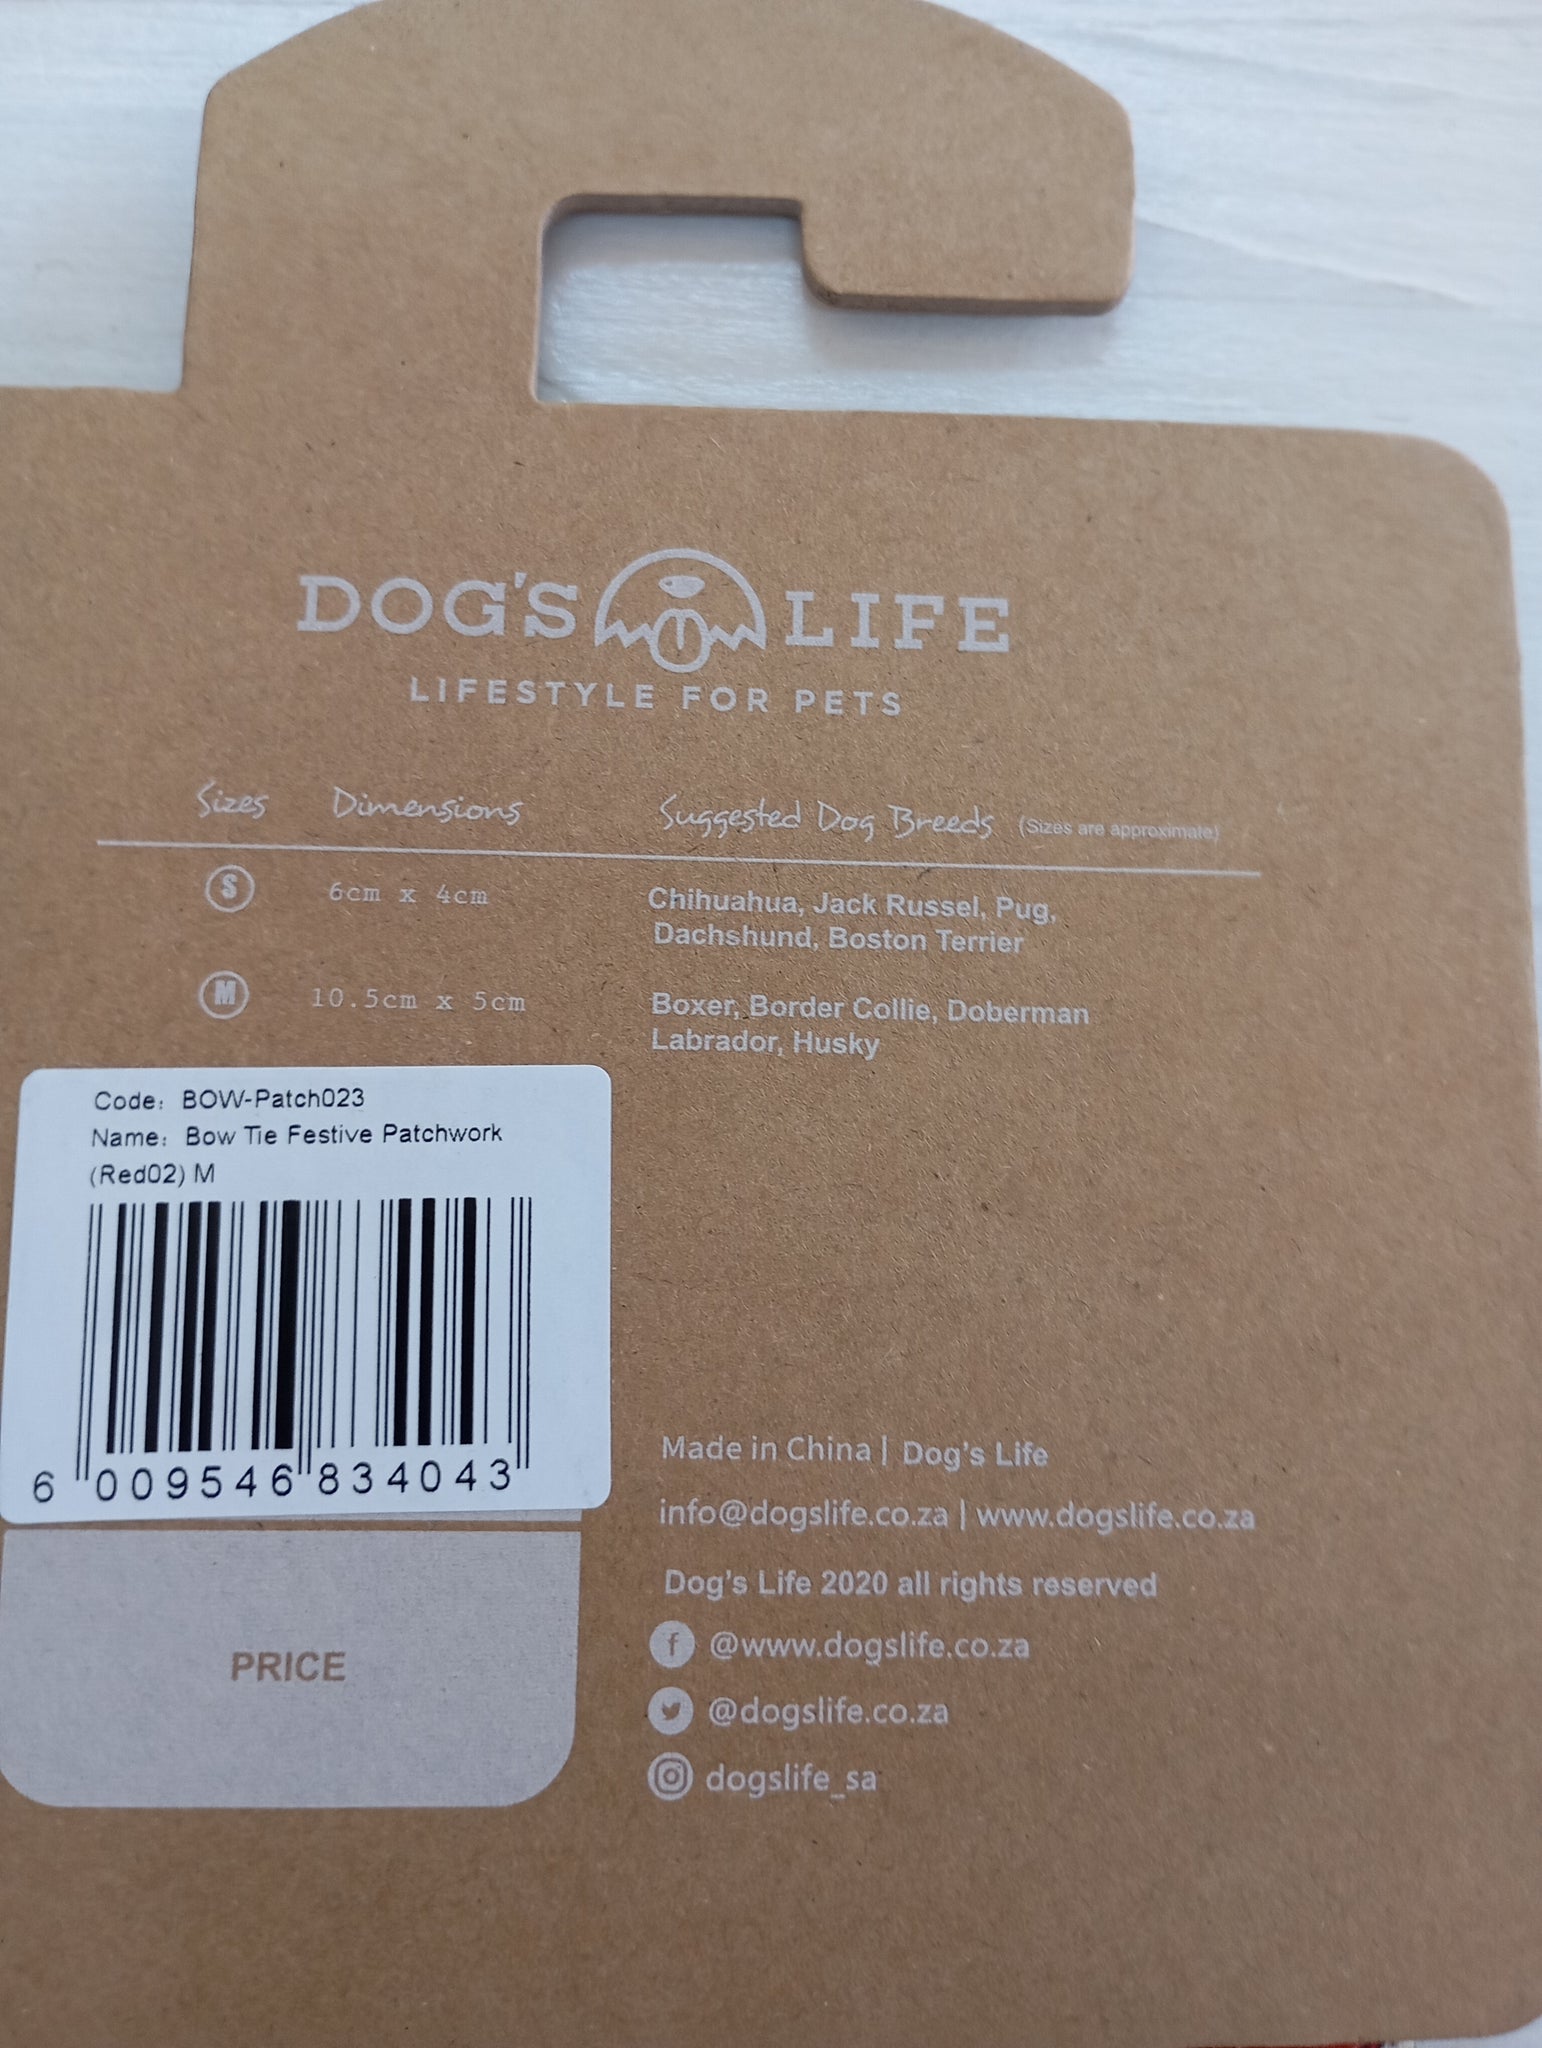 DOG'S LIFE
LIFESTYLE FOR PETS
Sizes Dimensions Suggested Dog Breeds (Sizes are approximate)
S 6cm x 4cm Chihuahua, Jack Russel, Pug,
Dachshund, Boston Terrier
M 10.5cm x 5cm Boxer, Border Collie, Doberman
Labrador, Husky
Code: BOW-Patch023
Name: Bow Tie Festive Patchwork
(Red02) M
6 009546 834043
PRICE
Made in China | Dog's Life
info@dogslife.co.za | www.dogslife.co.za
Dog's Life 2020 all rights reserved
@www.dogslife.co.za
@dogslife.co.za
dogslife_sa